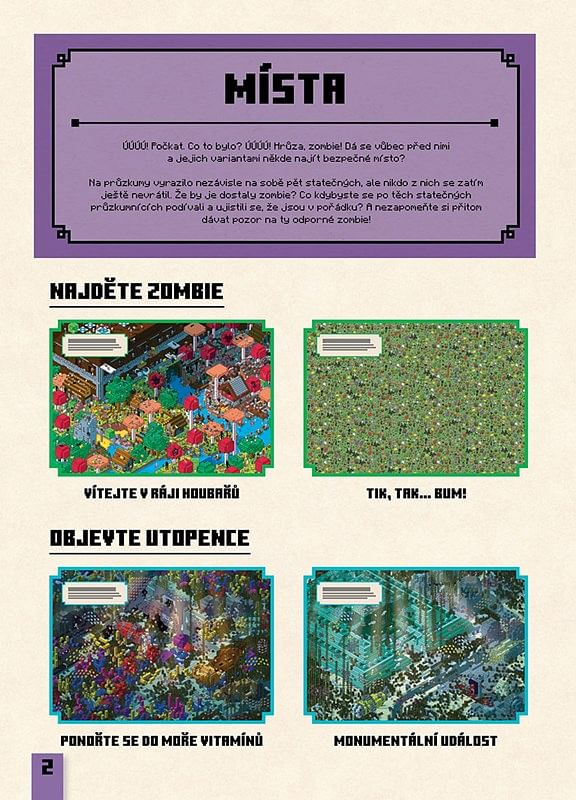 MÍSTA
ÚÚÚÚ! Počkat. Co to bylo? ÚÚÚÚ! Hrůza, zombie! Dá se vůbec před nimi
a jejich variantami někde najít bezpečné místo?
Na průzkumy vyrazilo nezávisle na sobě pět statečných, ale nikdo z nich se zatím
ještě nevrátil. Že by je dostaly zombie? Co kdybyste se po těch statečných
průzkumnících podívali a ujistili se, že jsou v pořádku? A nezapomeňte si přitom
dávat pozor na ty odporné zombie!
NAJDĚTE ZOMBIE
VÍTEJTE V RÁJI HOUBAŘŮ
TIK, TAK... BUM!
OBJEVTE UTOPENCE
PONOŘTE SE DO MOŘE VITAMÍNŮ
MONUMENTÁLNÍ UDÁLOST
2